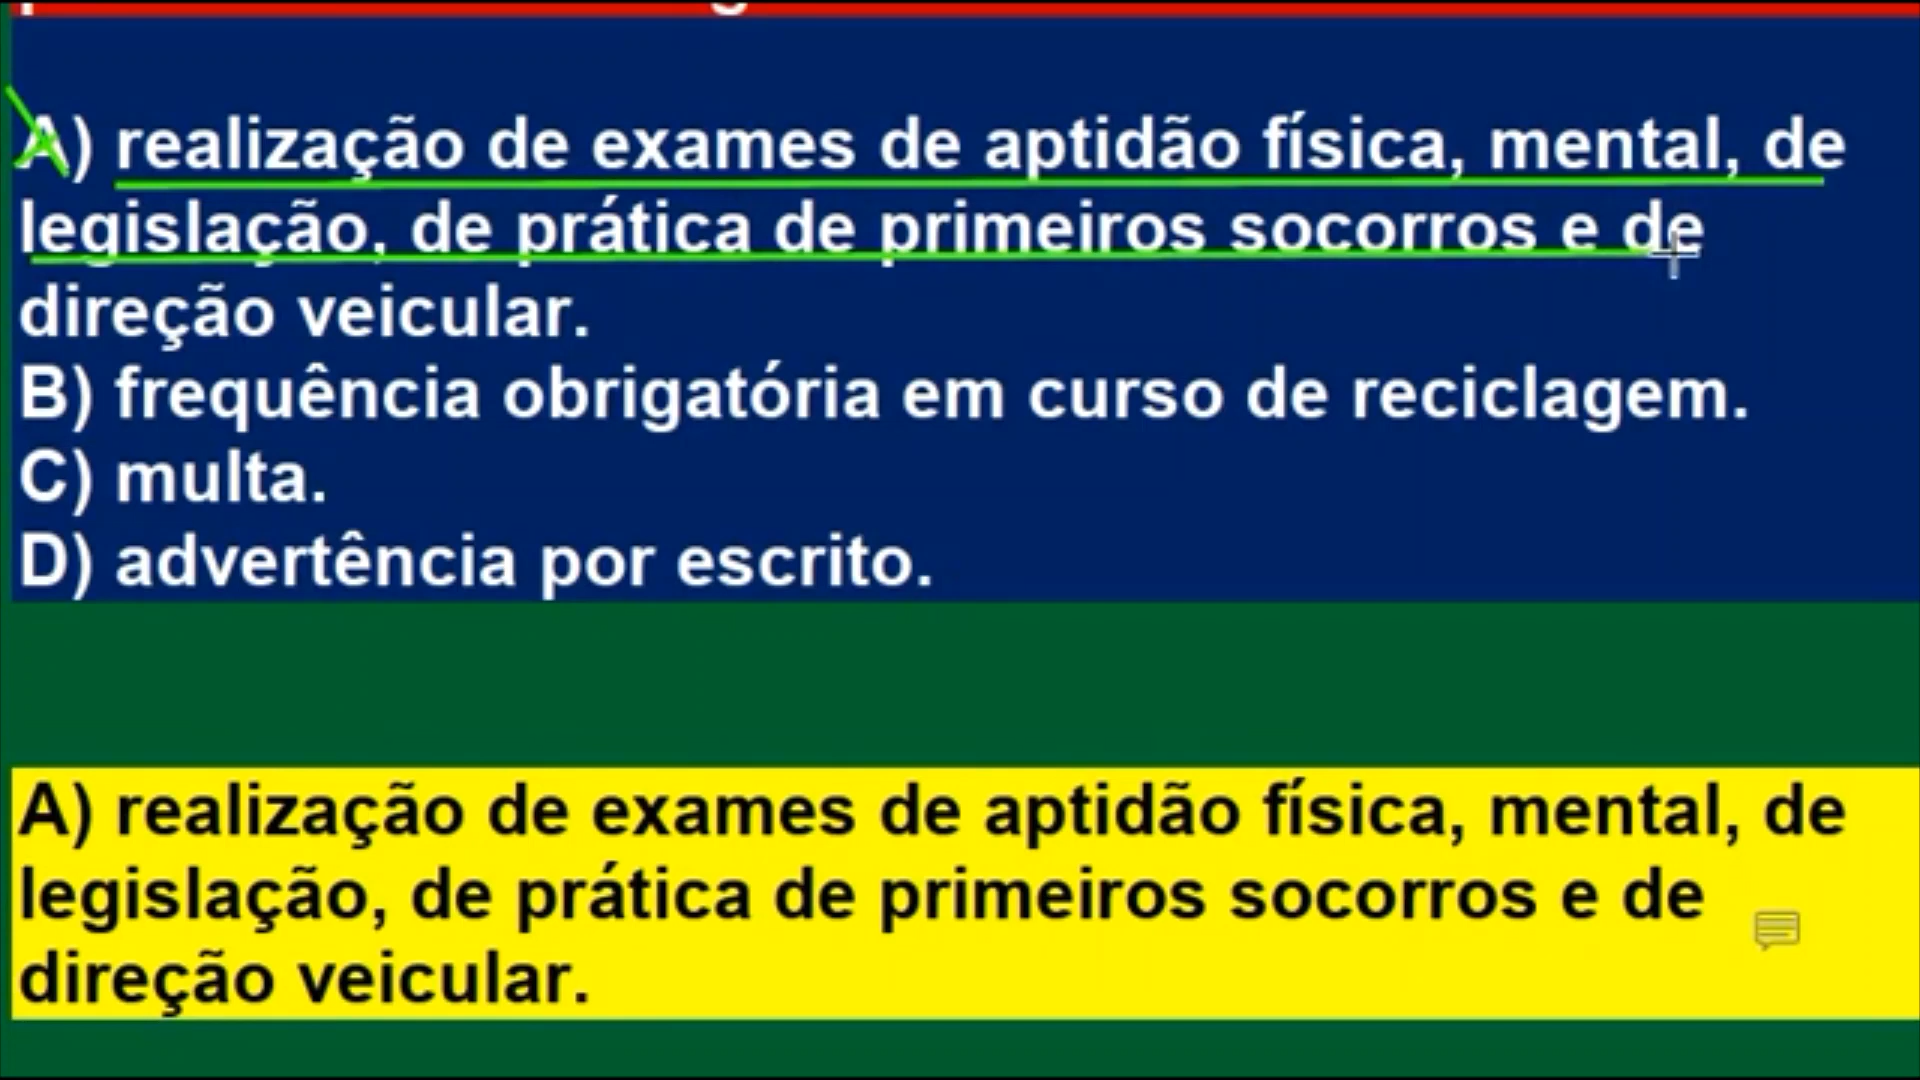 A) realização de exames de aptidão física, mental, de
legislação, de prática de primeiros socorros e de
direção veicular.
B) frequência obrigatória em curso de reciclagem.
C) multa.
D) advertência por escrito.
A) realização de exames de aptidão física, mental, de
legislação, de prática de primeiros socorros e de
direção veicular.